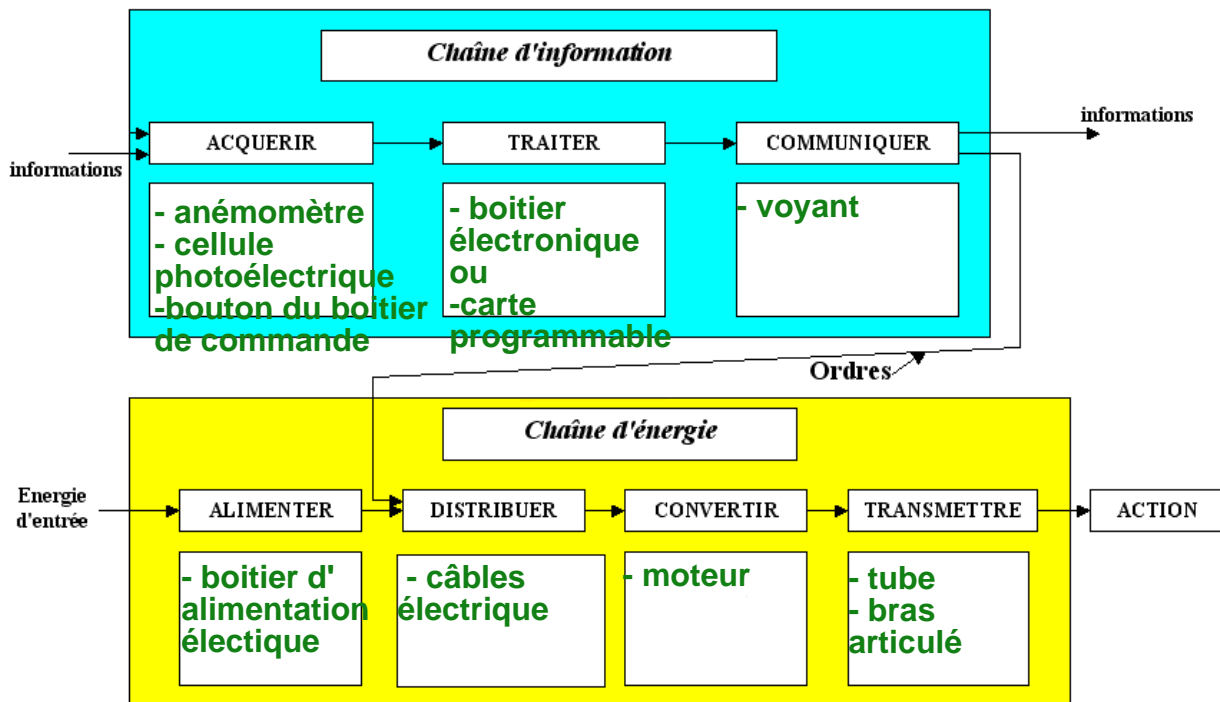 Chaîne d'information
informations
ACQUERIR
TRAITER
COMMUNIQUER
informations
- anémomètre
- cellule
photoélectrique
-bouton du boitier
de commande
- boitier
électronique
ou
-carte
programmable
- voyant
Ordres
Chaîne d'énergie
Energie
d'entrée
ALIMENTER
DISTRIBUER
CONVERTIR
TRANSMETTRE
ACTION
- boitier d'
alimentation
électique
- câbles
électrique
- moteur
- tube
- bras
articulé